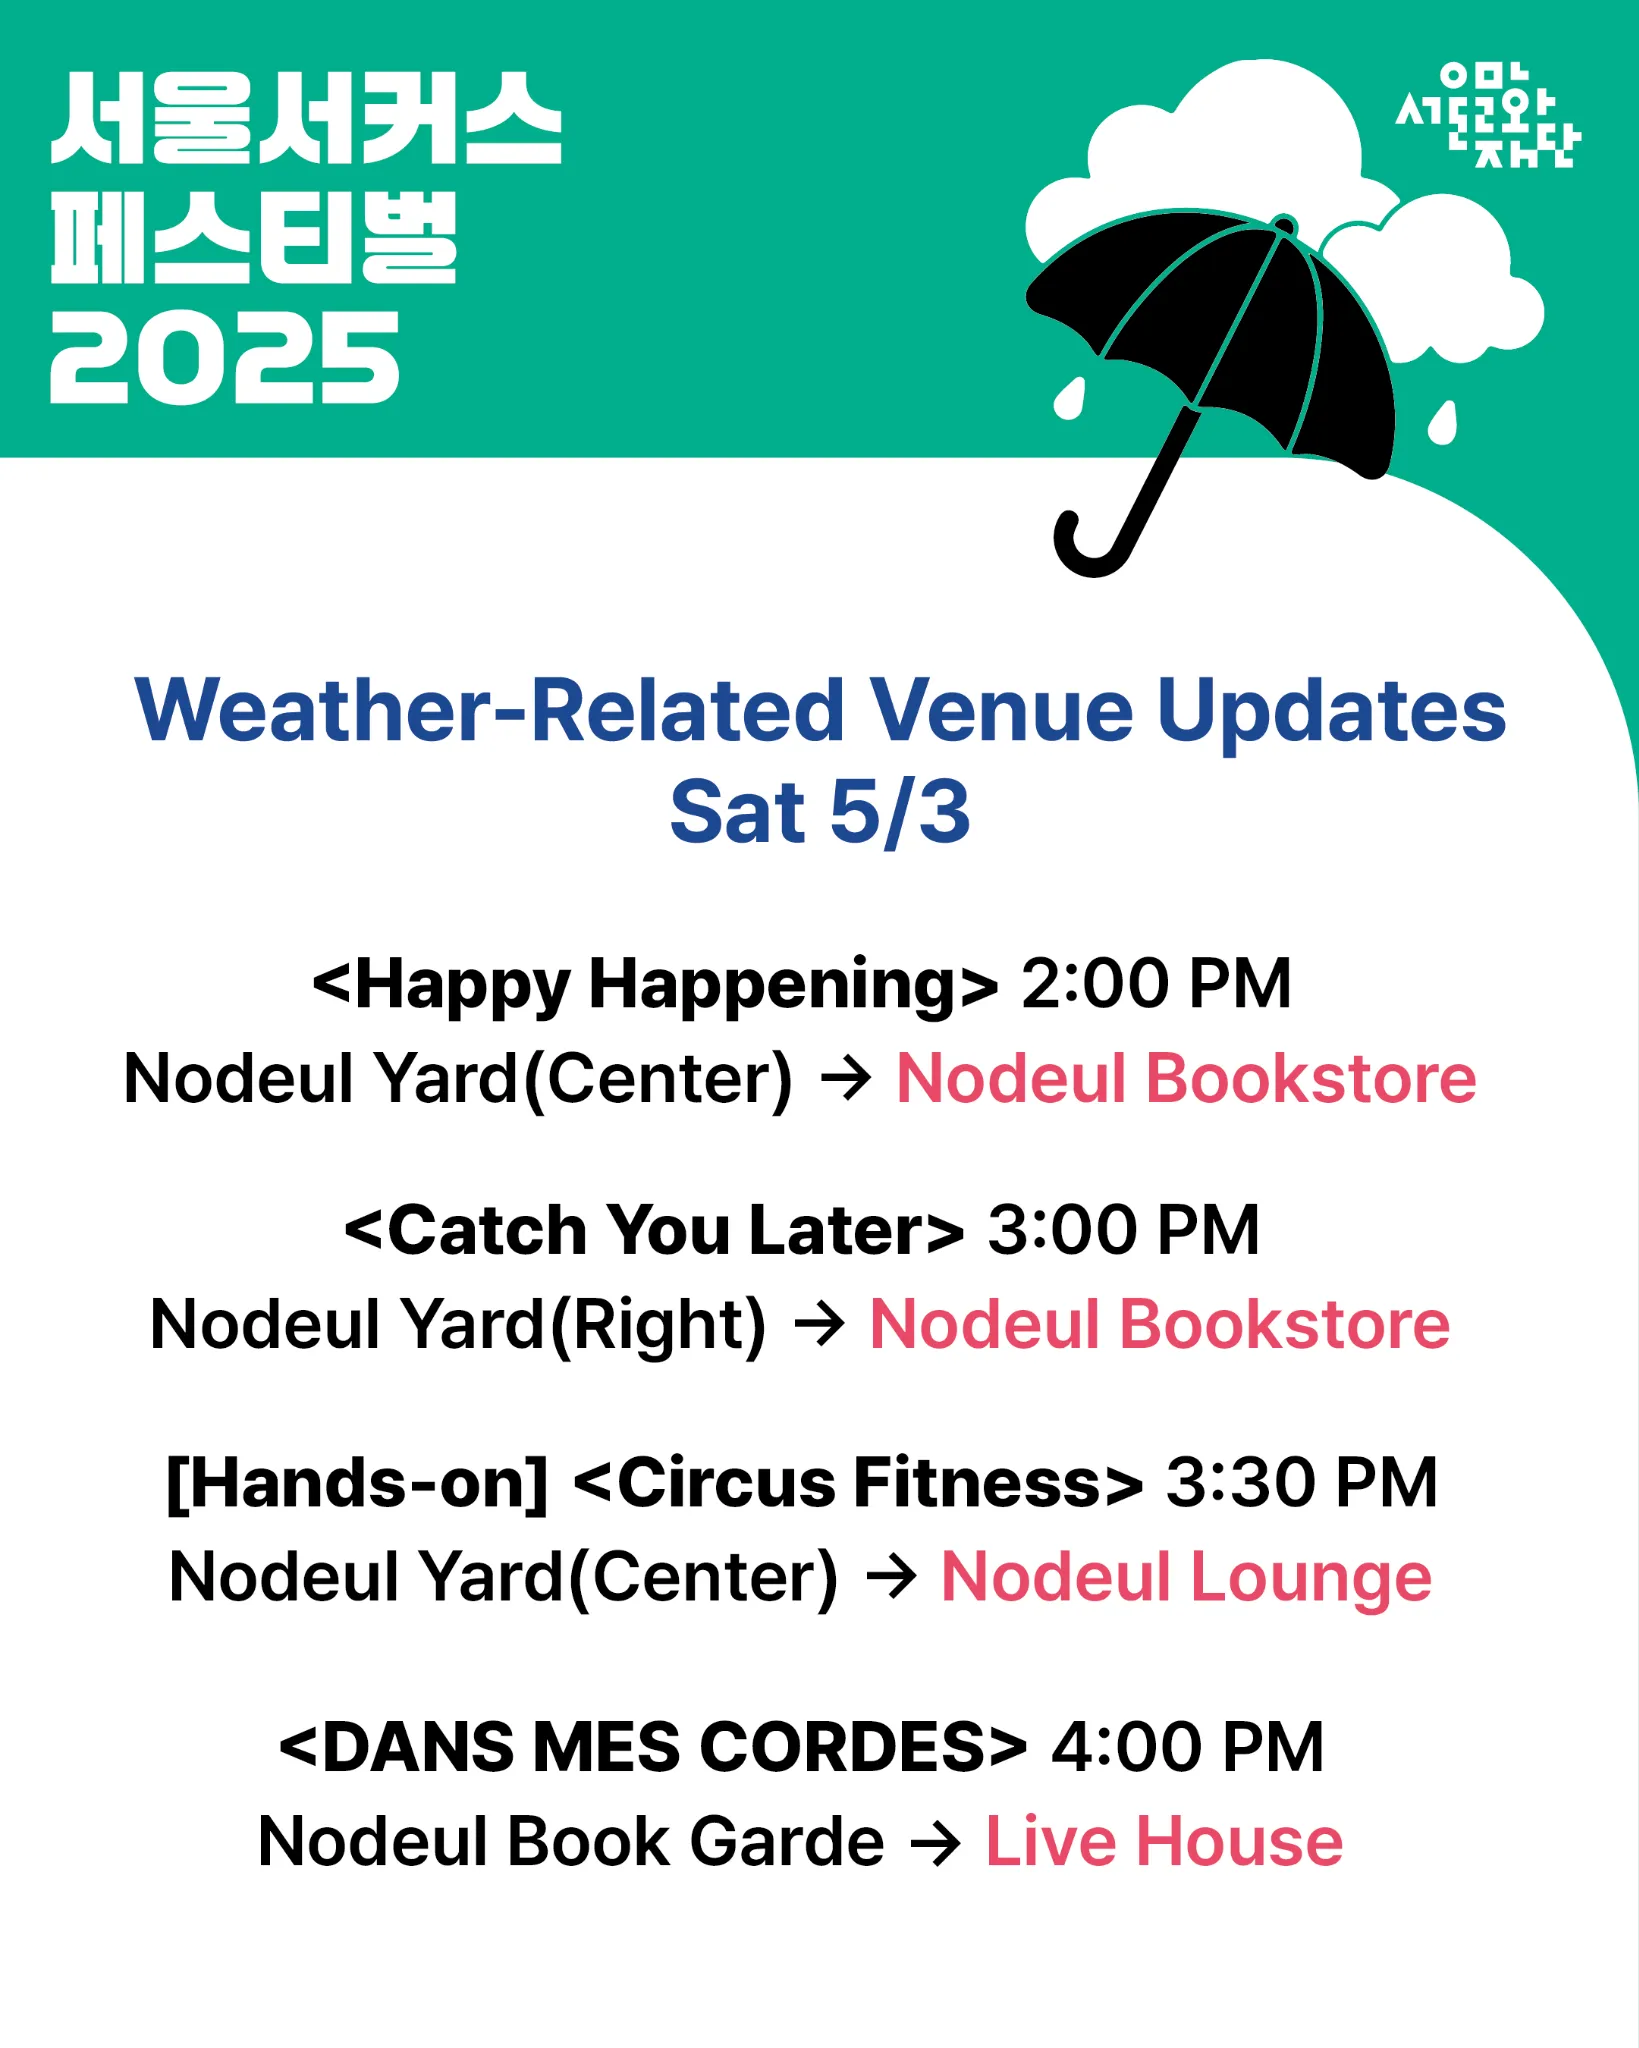 서울서커스
페스티벌
2025
서울문화재단
Weather-Related Venue Updates
Sat 5/3
<Happy Happening> 2:00 PM
Nodeul Yard(Center) → Nodeul Bookstore
<Catch You Later> 3:00 PM
Nodeul Yard(Right) → Nodeul Bookstore
[Hands-on] <Circus Fitness> 3:30 PM
Nodeul Yard(Center) → Nodeul Lounge
<DANS MES CORDES> 4:00 PM
Nodeul Book Garde → Live House